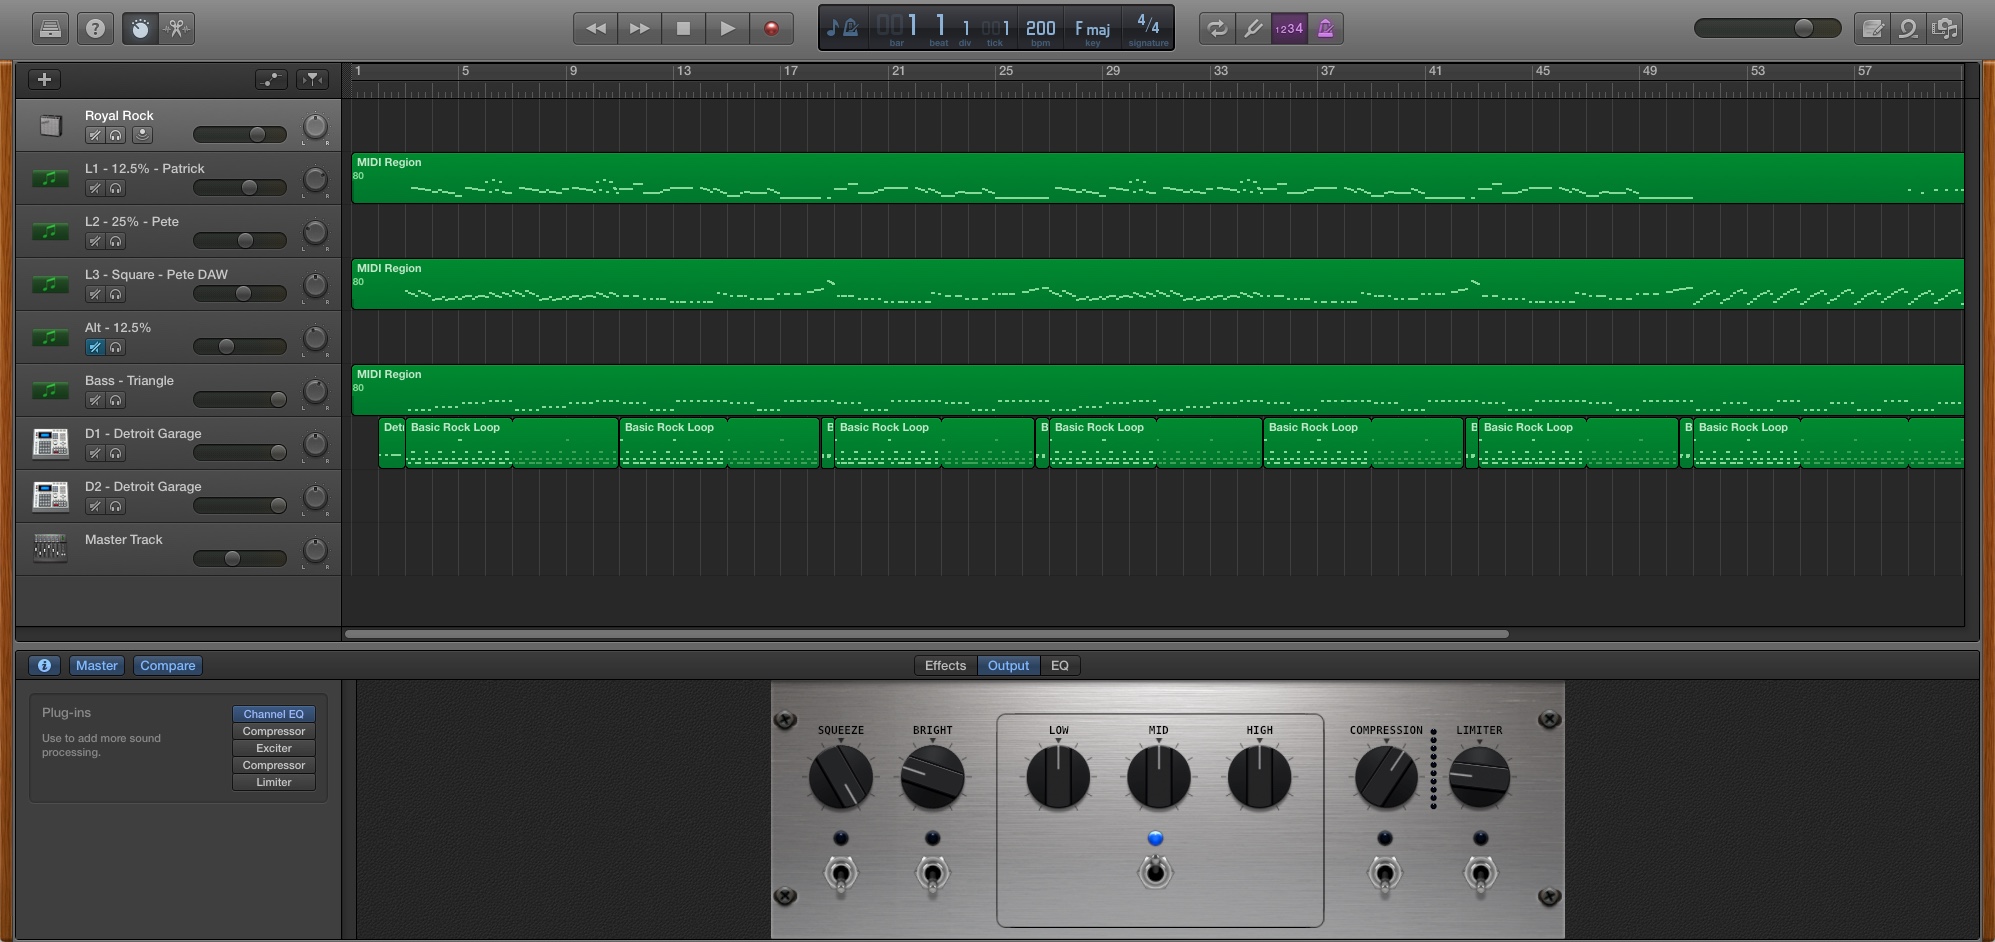 ?
001 1 1 001 200 F maj 4/4
bar beat div tick bpm key signature
1234
1 5 9 13 17 21 25 29 33 37 41 45 49 53 57
Royal Rock
L R
L1 - 12.5% - Patrick
L R
MIDI Region
80
L2 - 25% - Pete
L R
L3 - Square - Pete DAW
L R
MIDI Region
80
Alt - 12.5%
L R
Bass - Triangle
L R
MIDI Region
80
D1 - Detroit Garage
L R
Detr Basic Rock Loop Basic Rock Loop B Basic Rock Loop B Basic Rock Loop Basic Rock Loop B Basic Rock Loop B Basic Rock Loop
D2 - Detroit Garage
L R
Master Track
L R
i Master Compare
Effects Output EQ
Plug-ins
Use to add more sound
processing.
Channel EQ
Compressor
Exciter
Compressor
Limiter
SQUEEZE BRIGHT LOW MID HIGH COMPRESSION LIMITER